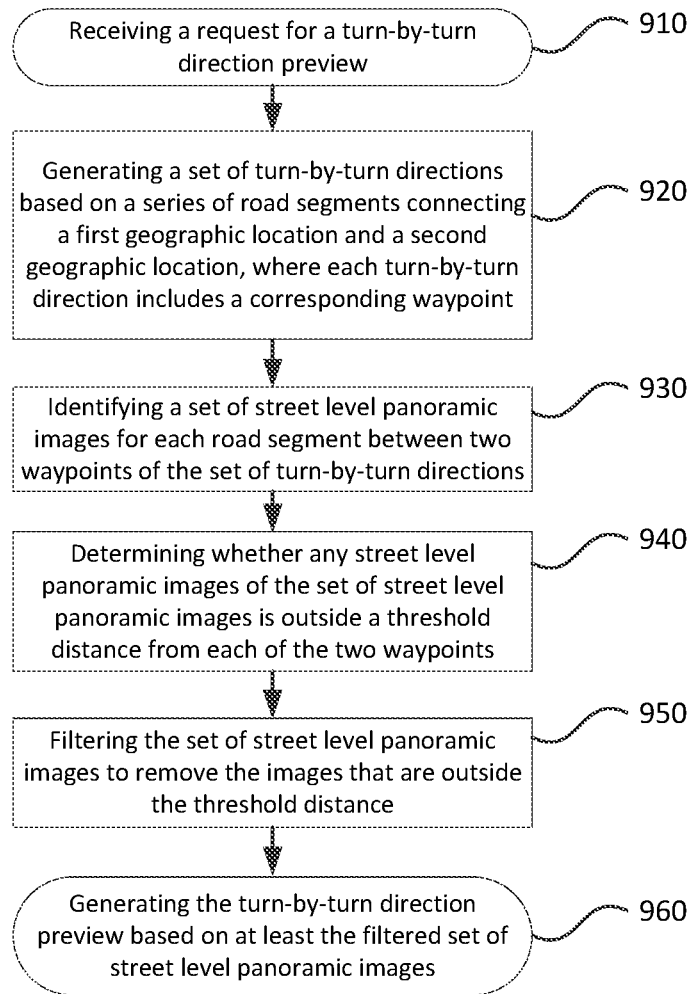 Receiving a request for a turn-by-turn
direction preview
910
Generating a set of turn-by-turn directions
based on a series of road segments connecting
a first geographic location and a second
geographic location, where each turn-by-turn
direction includes a corresponding waypoint
920
Identifying a set of street level panoramic
images for each road segment between two
waypoints of the set of turn-by-turn directions
930
Determining whether any street level
panoramic images of the set of street level
panoramic images is outside a threshold
distance from each of the two waypoints
940
Filtering the set of street level panoramic
images to remove the images that are outside
the threshold distance
950
Generating the turn-by-turn direction
preview based on at least the filtered set of
street level panoramic images
960